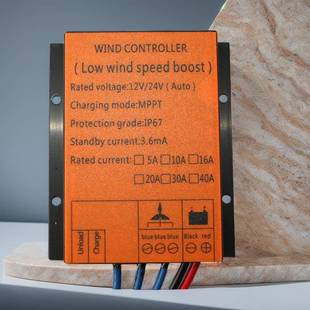 WIND CONTROLLER
( Low wind speed boost )
Rated voltage:12V/24V ( Auto )
Charging mode:MPPT
Protection grade:IP67
Standby current:3.6mA
Rated current: □5A □10A □16A
□20A □30A □40A
Unload
Charge
blue blue blue Black red